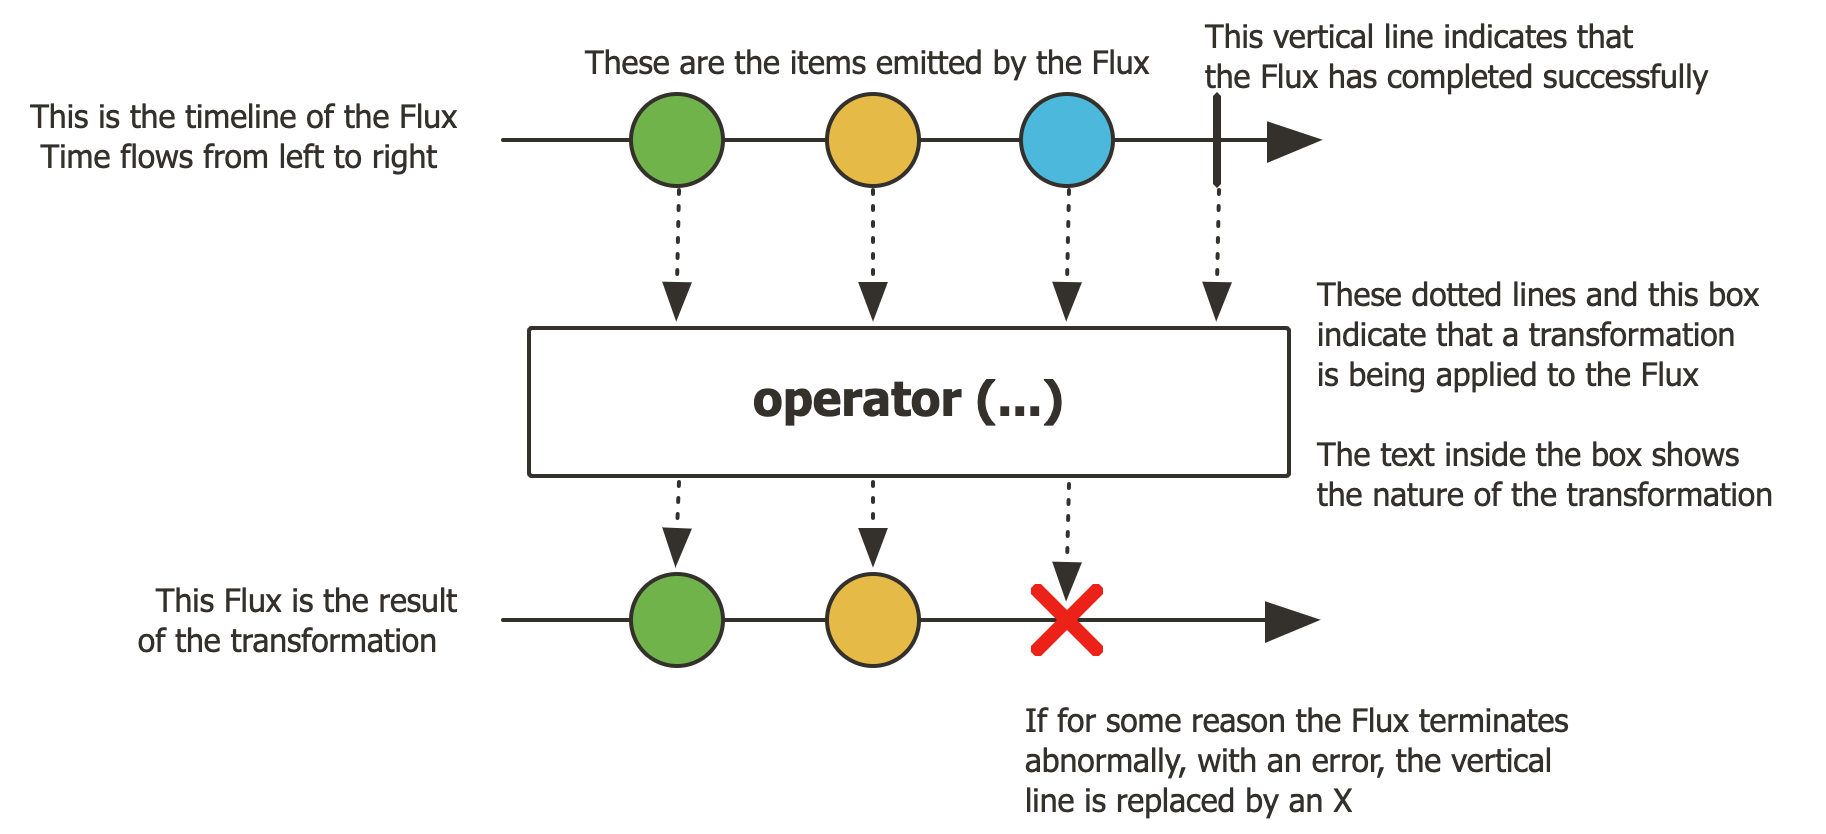 These are the items emitted by the Flux
This vertical line indicates that
the Flux has completed successfully
This is the timeline of the Flux
Time flows from left to right
These dotted lines and this box
indicate that a transformation
is being applied to the Flux
operator (...)
The text inside the box shows
the nature of the transformation
This Flux is the result
of the transformation
If for some reason the Flux terminates
abnormally, with an error, the vertical
line is replaced by an X